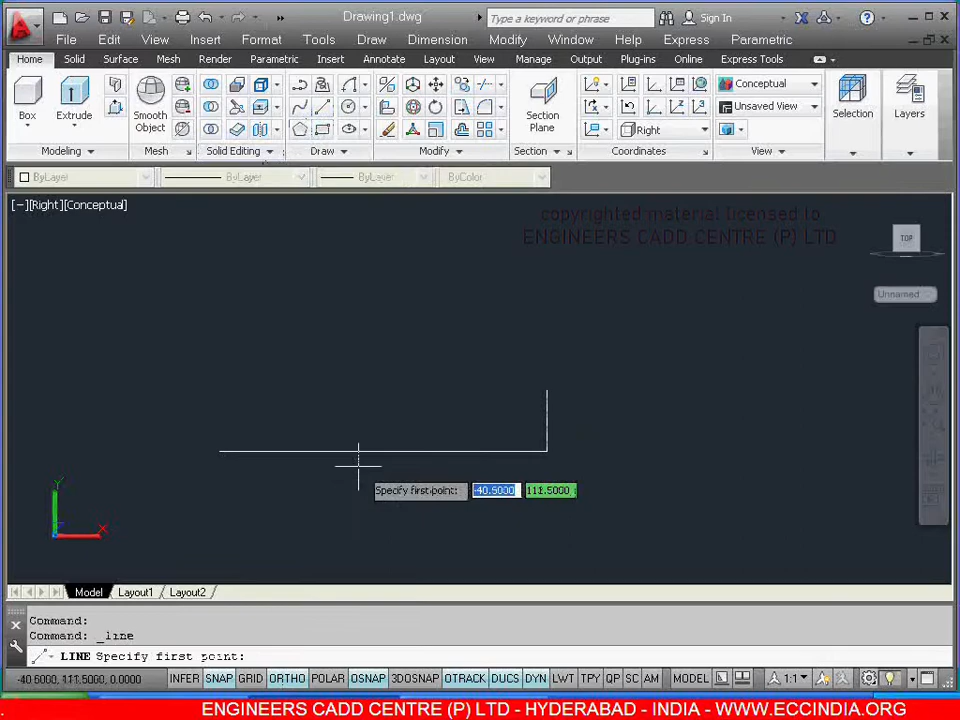 Drawing1.dwg
Type a keyword or phrase
Sign In
File Edit View Insert Format Tools Draw Dimension Modify Window Help Express Parametric
Home Solid Surface Mesh Render Parametric Insert Annotate Layout View Manage Output Plug-ins Online Express Tools
Box Extrude Smooth Object Section Plane Conceptual Unsaved View Right Selection Layers
Modeling Mesh Solid Editing Draw Modify Section Coordinates View
ByLayer ByLayer ByLayer ByColor
[−][Right][Conceptual]
copyrighted material licensed to
ENGINEERS CADD CENTRE (P) LTD
TOP
Unnamed
Specify first point: -40.5000 111.5000
Y
X
Model Layout1 Layout2
Command:
Command: _line
LINE Specify first point:
-40.5000, 111.5000, 0.0000 INFER SNAP GRID ORTHO POLAR OSNAP 3DOSNAP OTRACK DUCS DYN LWT TPY QP SC AM MODEL 1:1
ENGINEERS CADD CENTRE (P) LTD - HYDERABAD - INDIA - WWW.ECCINDIA.ORG